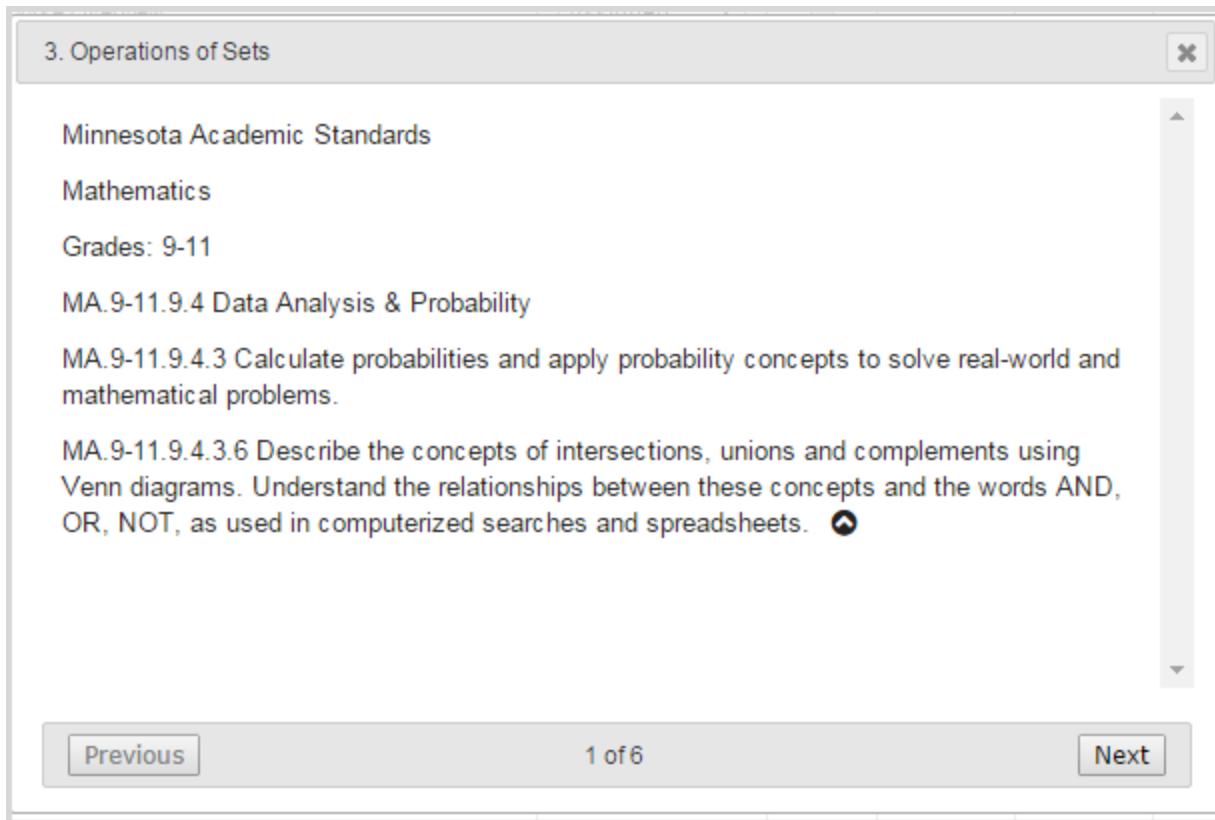 3. Operations of Sets
Minnesota Academic Standards
Mathematics
Grades: 9-11
MA.9-11.9.4 Data Analysis & Probability
MA.9-11.9.4.3 Calculate probabilities and apply probability concepts to solve real-world and
mathematical problems.
MA.9-11.9.4.3.6 Describe the concepts of intersections, unions and complements using
Venn diagrams. Understand the relationships between these concepts and the words AND,
OR, NOT, as used in computerized searches and spreadsheets.
Previous 1 of 6 Next